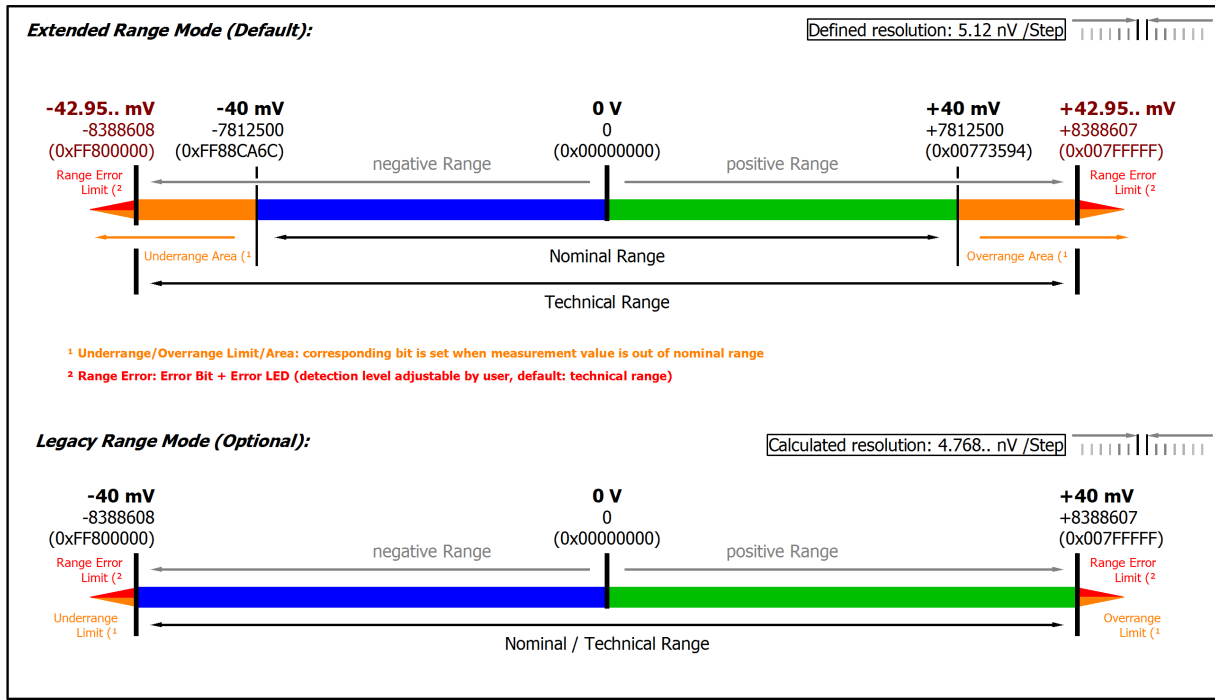 Extended Range Mode (Default):
Defined resolution: 5.12 nV /Step
-42.95.. mV
-8388608
(0xFF800000)
-40 mV
-7812500
(0xFF88CA6C)
0 V
0
(0x00000000)
+40 mV
+7812500
(0x00773594)
+42.95.. mV
+8388607
(0x007FFFFF)
negative Range
positive Range
Range Error
Limit (²
Range Error
Limit (²
Underrange Area (¹
Nominal Range
Overrange Area (¹
Technical Range
¹ Underrange/Overrange Limit/Area: corresponding bit is set when measurement value is out of nominal range
² Range Error: Error Bit + Error LED (detection level adjustable by user, default: technical range)
Legacy Range Mode (Optional):
Calculated resolution: 4.768.. nV /Step
-40 mV
-8388608
(0xFF800000)
0 V
0
(0x00000000)
+40 mV
+8388607
(0x007FFFFF)
negative Range
positive Range
Range Error
Limit (²
Range Error
Limit (²
Underrange
Limit (¹
Overrange
Limit (¹
Nominal / Technical Range